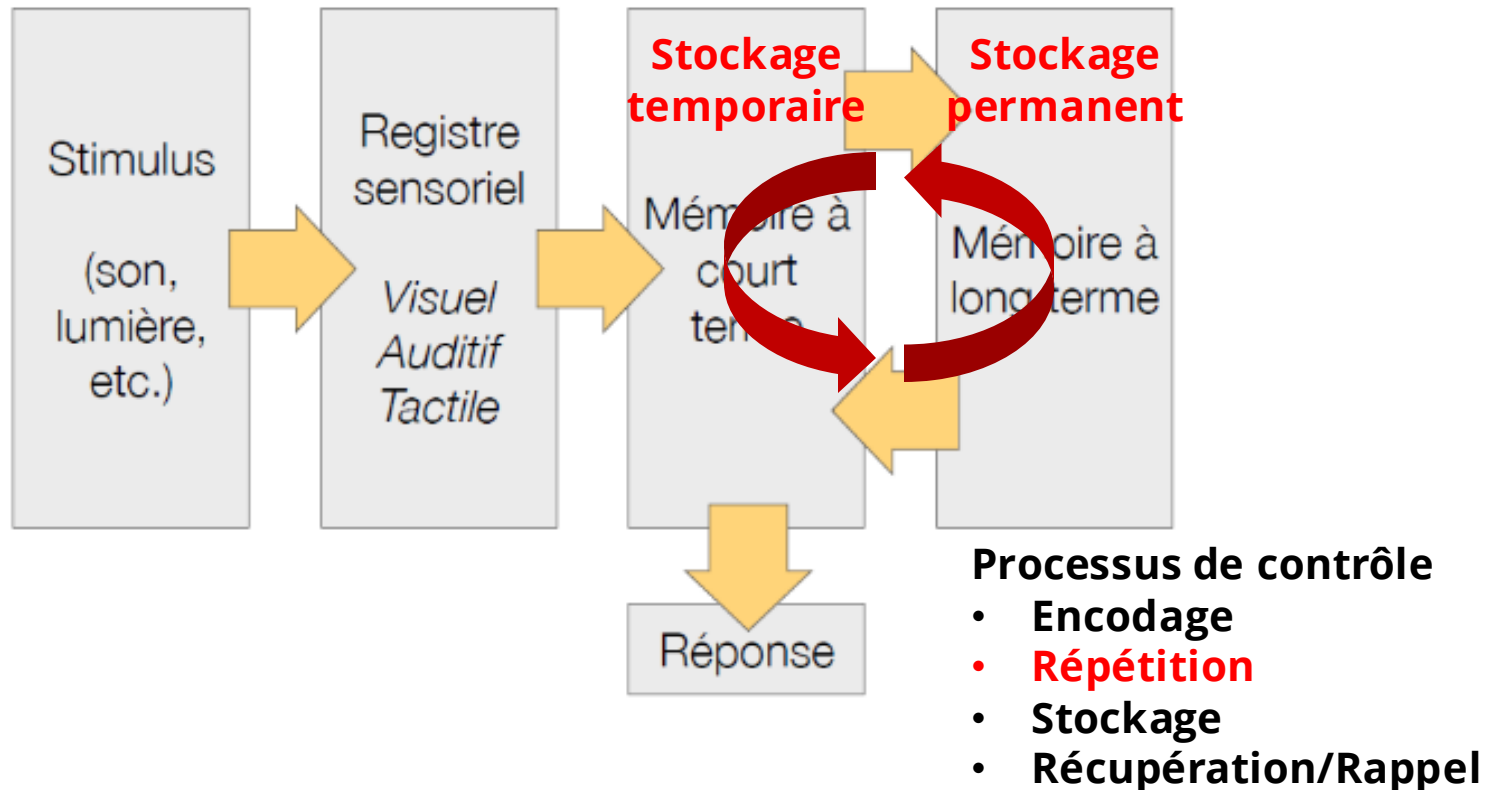 Stimulus
(son,
lumière,
etc.)
Registre
sensoriel
Visuel
Auditif
Tactile
Stockage
temporaire
Mémoire à
court
terme
Stockage
permanent
Mémoire à
long terme
Réponse
Processus de contrôle
• Encodage
• Répétition
• Stockage
• Récupération/Rappel